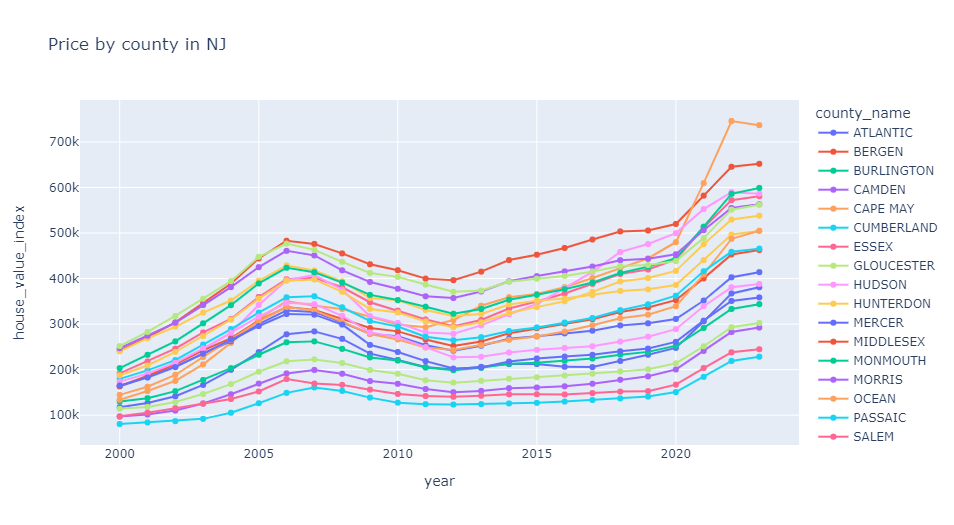 Price by county in NJ
house_value_index
700k
600k
500k
400k
300k
200k
100k
2000
2005
2010
2015
2020
year
county_name
ATLANTIC
BERGEN
BURLINGTON
CAMDEN
CAPE MAY
CUMBERLAND
ESSEX
GLOUCESTER
HUDSON
HUNTERDON
MERCER
MIDDLESEX
MONMOUTH
MORRIS
OCEAN
PASSAIC
SALEM